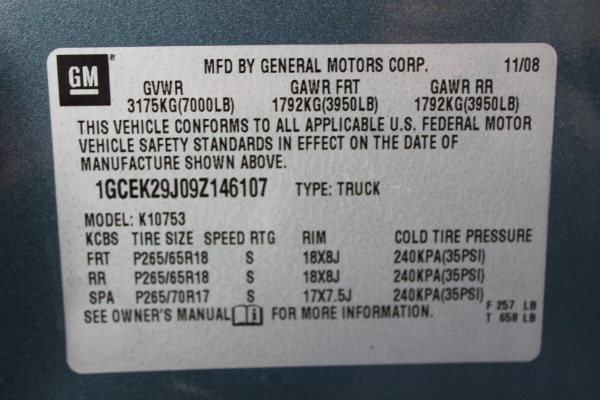 GM ® MFD BY GENERAL MOTORS CORP. 11/08
GVWR GAWR FRT GAWR RR
3175KG(7000LB) 1792KG(3950LB) 1792KG(3950LB)
THIS VEHICLE CONFORMS TO ALL APPLICABLE U.S. FEDERAL MOTOR
VEHICLE SAFETY STANDARDS IN EFFECT ON THE DATE OF
MANUFACTURE SHOWN ABOVE.
1GCEK29J09Z146107 TYPE: TRUCK
MODEL: K10753
KCBS TIRE SIZE SPEED RTG RIM COLD TIRE PRESSURE
FRT P265/65R18 S 18X8J 240KPA(35PSI)
RR P265/65R18 S 18X8J 240KPA(35PSI)
SPA P265/70R17 S 17X7.5J 240KPA(35PSI)
SEE OWNER'S MANUAL i FOR MORE INFORMATION.
F 257 LB
T 658 LB